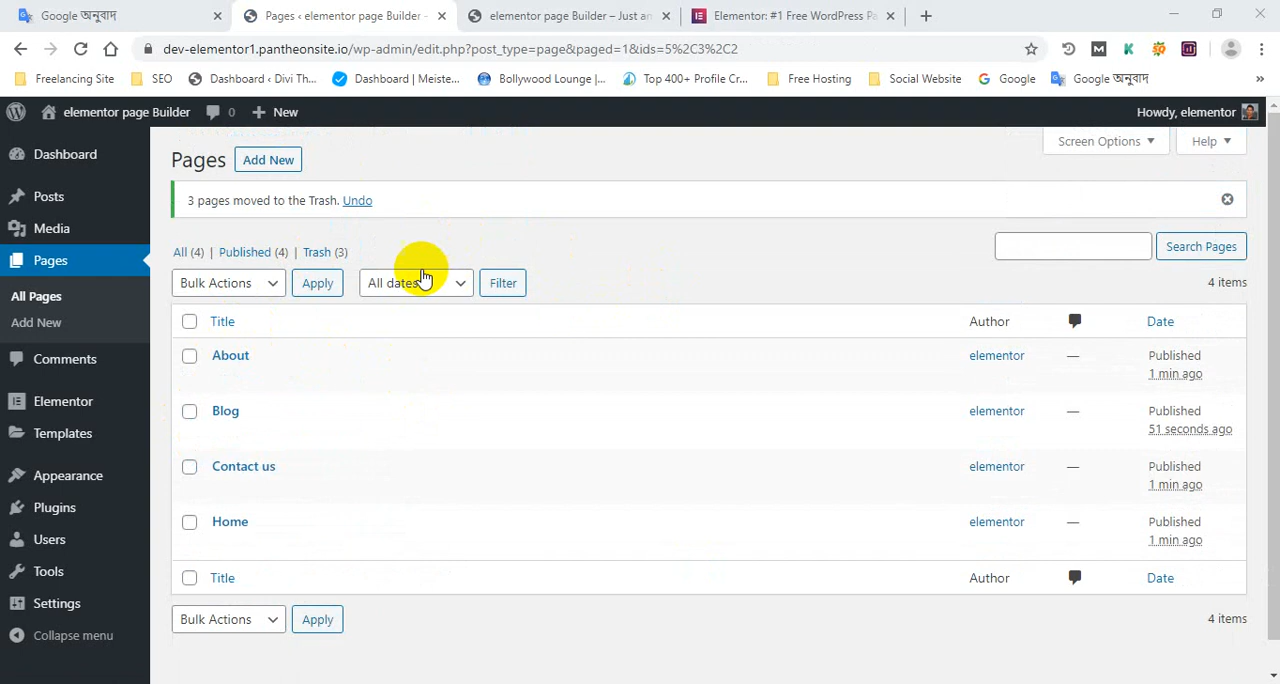 Google অনুবাদ
Pages ‹ elementor page Builder -
elementor page Builder – Just an
Elementor: #1 Free WordPress Pa
dev-elementor1.pantheonsite.io/wp-admin/edit.php?post_type=page&paged=1&ids=5%2C3%2C2
Freelancing Site
SEO
Dashboard ‹ Divi Th...
Dashboard | Meiste...
Bollywood Lounge |...
Top 400+ Profile Cr...
Free Hosting
Social Website
Google
Google অনুবাদ
»
elementor page Builder
0
New
Howdy, elementor
Dashboard
Posts
Media
Pages
All Pages
Add New
Comments
Elementor
Templates
Appearance
Plugins
Users
Tools
Settings
Collapse menu
Screen Options
Help
Pages
Add New
3 pages moved to the Trash. Undo
All (4) | Published (4) | Trash (3)
Search Pages
Bulk Actions
Apply
All dates
Filter
4 items
Title
Author
Date
About
elementor
—
Published
1 min ago
Blog
elementor
—
Published
51 seconds ago
Contact us
elementor
—
Published
1 min ago
Home
elementor
—
Published
1 min ago
Title
Author
Date
Bulk Actions
Apply
4 items